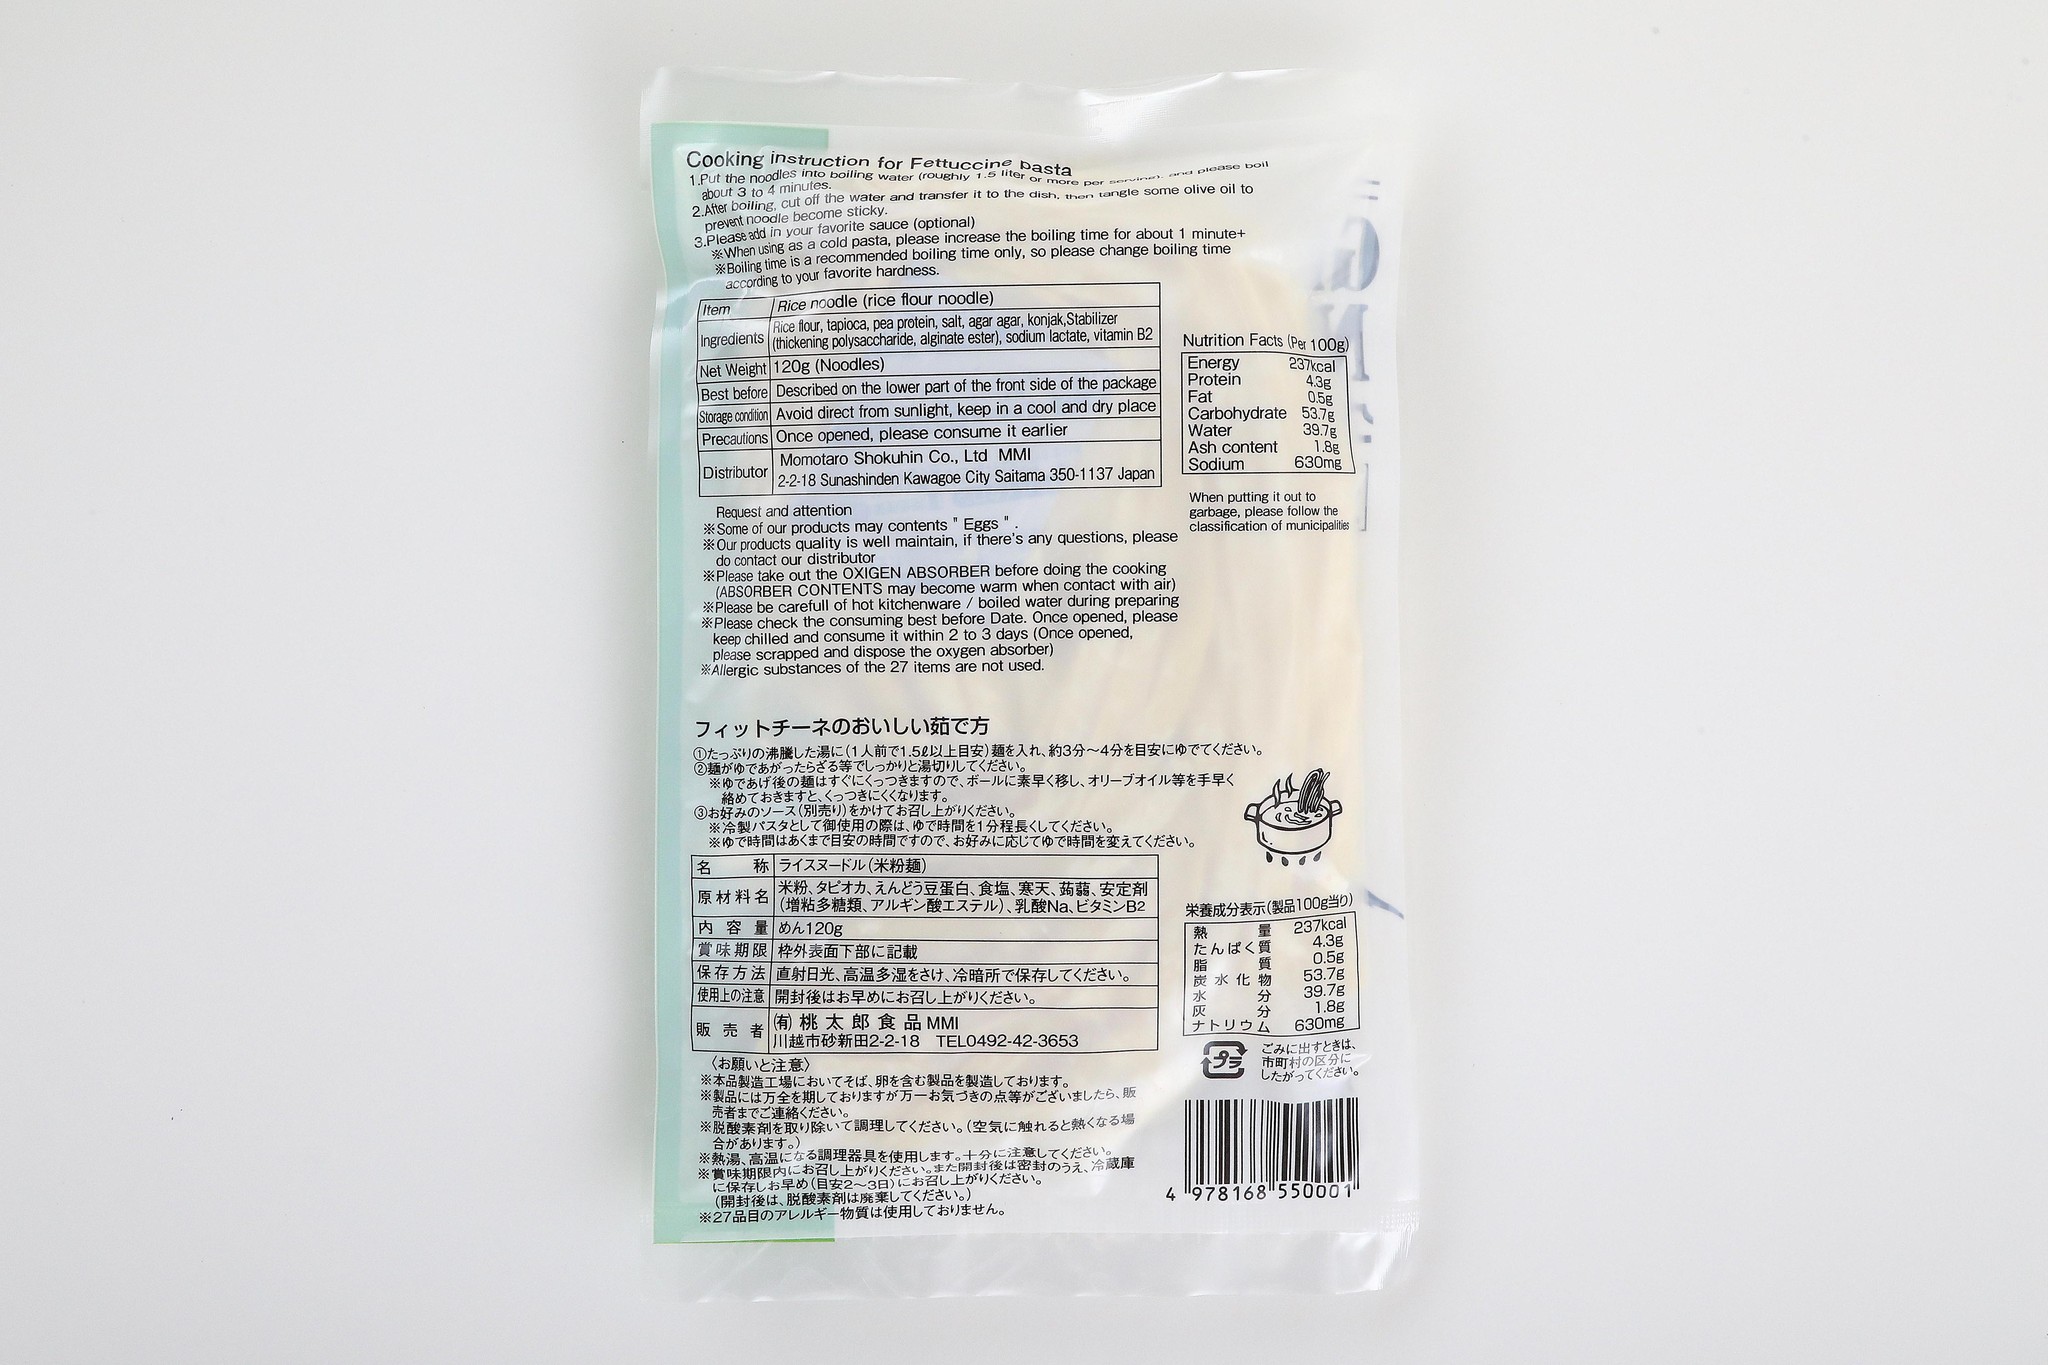 Cooking instruction for Fettuccine pasta
1.Put the noodles into boiling water (roughly 1.5 liter or more per serving), and please boil
about 3 to 4 minutes.
2.After boiling, cut off the water and transfer it to the dish, then tangle some olive oil to
prevent noodle become sticky.
3.Please add in your favorite sauce (optional)
※When using as a cold pasta, please increase the boiling time for about 1 minute+
※Boiling time is a recommended boiling time only, so please change boiling time
according to your favorite hardness.
Item Rice noodle (rice flour noodle)
Ingredients Rice flour, tapioca, pea protein, salt, agar agar, konjak,Stabilizer
(thickening polysaccharide, alginate ester), sodium lactate, vitamin B2
Net Weight 120g (Noodles)
Best before Described on the lower part of the front side of the package
Storage condition Avoid direct from sunlight, keep in a cool and dry place
Precautions Once opened, please consume it earlier
Distributor Momotaro Shokuhin Co., Ltd MMI
2-2-18 Sunashinden Kawagoe City Saitama 350-1137 Japan
Nutrition Facts (Per 100g)
Energy 237kcal
Protein 4.3g
Fat 0.5g
Carbohydrate 53.7g
Water 39.7g
Ash content 1.8g
Sodium 630mg
When putting it out to
garbage, please follow the
classification of municipalities
Request and attention
※Some of our products may contents " Eggs " .
※Our products quality is well maintain, if there's any questions, please
do contact our distributor
※Please take out the OXIGEN ABSORBER before doing the cooking
(ABSORBER CONTENTS may become warm when contact with air)
※Please be carefull of hot kitchenware / boiled water during preparing
※Please check the consuming best before Date. Once opened, please
keep chilled and consume it within 2 to 3 days (Once opened,
please scrapped and dispose the oxygen absorber)
※Allergic substances of the 27 items are not used.
フィットチーネのおいしい茹で方
①たっぷりの沸騰した湯に(1人前で1.5ℓ以上目安)麺を入れ、約3分〜4分を目安にゆでてください。
②麺がゆであがったらざる等でしっかりと湯切りしてください。
※ゆであげ後の麺はすぐにくっつきますので、ボールに素早く移し、オリーブオイル等を手早く
絡めておきますと、くっつきにくくなります。
③お好みのソース(別売り)をかけてお召し上がりください。
※冷製パスタとして御使用の際は、ゆで時間を1分程長くしてください。
※ゆで時間はあくまで目安の時間ですので、お好みに応じてゆで時間を変えてください。
名称 ライスヌードル(米粉麺)
原材料名 米粉、タピオカ、えんどう豆蛋白、食塩、寒天、蒟蒻、安定剤
(増粘多糖類、アルギン酸エステル)、乳酸Na、ビタミンB2
内容量 めん120g
賞味期限 枠外表面下部に記載
保存方法 直射日光、高温多湿をさけ、冷暗所で保存してください。
使用上の注意 開封後はお早めにお召し上がりください。
販売者 ㈲桃太郎食品 MMI
川越市砂新田2-2-18 TEL0492-42-3653
栄養成分表示(製品100g当り)
熱量 237kcal
たんぱく質 4.3g
脂質 0.5g
炭水化物 53.7g
水分 39.7g
灰分 1.8g
ナトリウム 630mg
プラ
ごみに出すときは、
市町村の区分に
したがってください。
〈お願いと注意〉
※本品製造工場においてそば、卵を含む製品を製造しております。
※製品には万全を期しておりますが万一お気づきの点等がございましたら、販
売者までご連絡ください。
※脱酸素剤を取り除いて調理してください。(空気に触れると熱くなる場
合があります。)
※熱湯、高温になる調理器具を使用します。十分に注意してください。
※賞味期限内にお召し上がりください。また開封後は密封のうえ、冷蔵庫
に保存しお早め(目安2〜3日)にお召し上がりください。
(開封後は、脱酸素剤は廃棄してください。)
※27品目のアレルギー物質は使用しておりません。
4 978168 550001